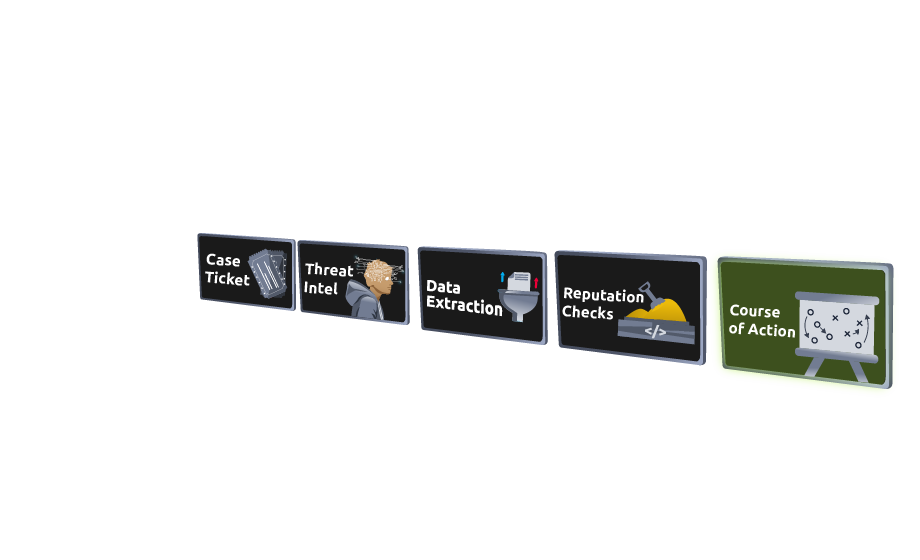 Case
Ticket
Threat
Intel
Data
Extraction
Reputation
Checks
</>
Course
of Action